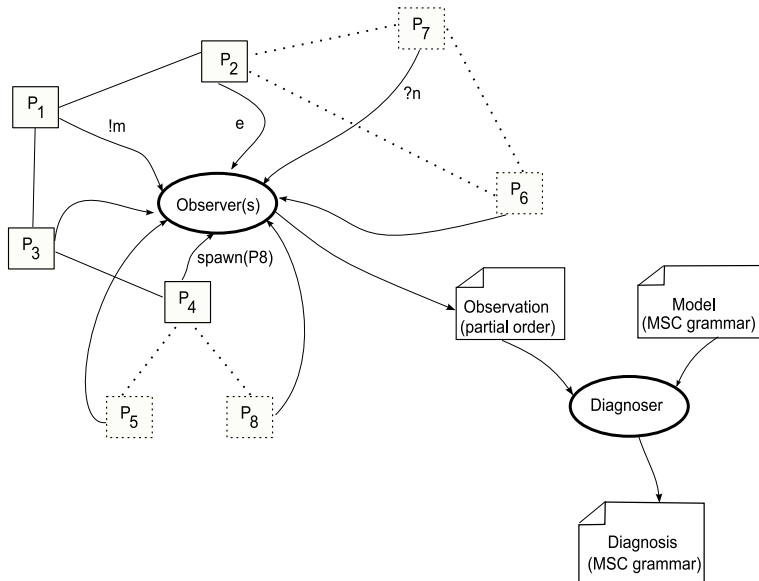 P7
P2
?n
P1
!m
e
P6
Observer(s)
P3
spawn(P8)
P4
Observation
(partial order)
Model
(MSC grammar)
P5
P8
Diagnoser
Diagnosis
(MSC grammar)